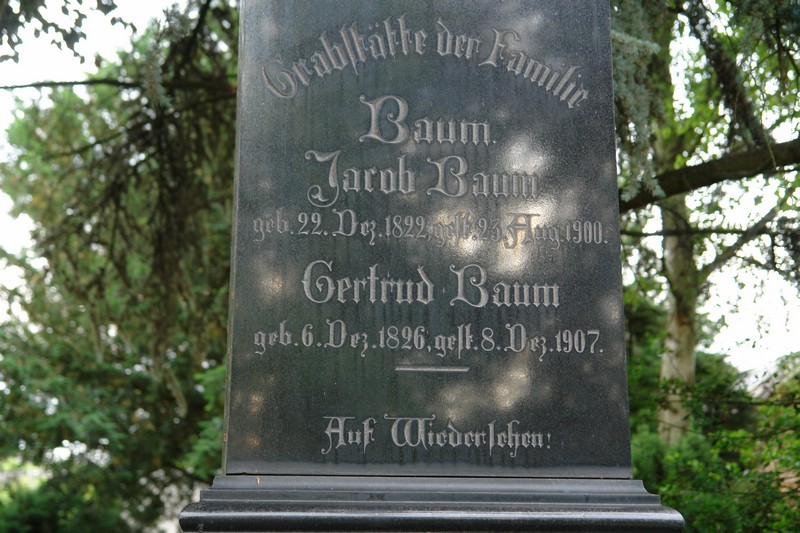 Grabstätte der Familie
Baum.
Jacob Baum
geb. 22. Dez. 1822, gest. 23. Aug. 1900.
Gertrud Baum
geb. 6. Dez. 1826, gest. 8. Dez. 1907.
Auf Wiedersehen!